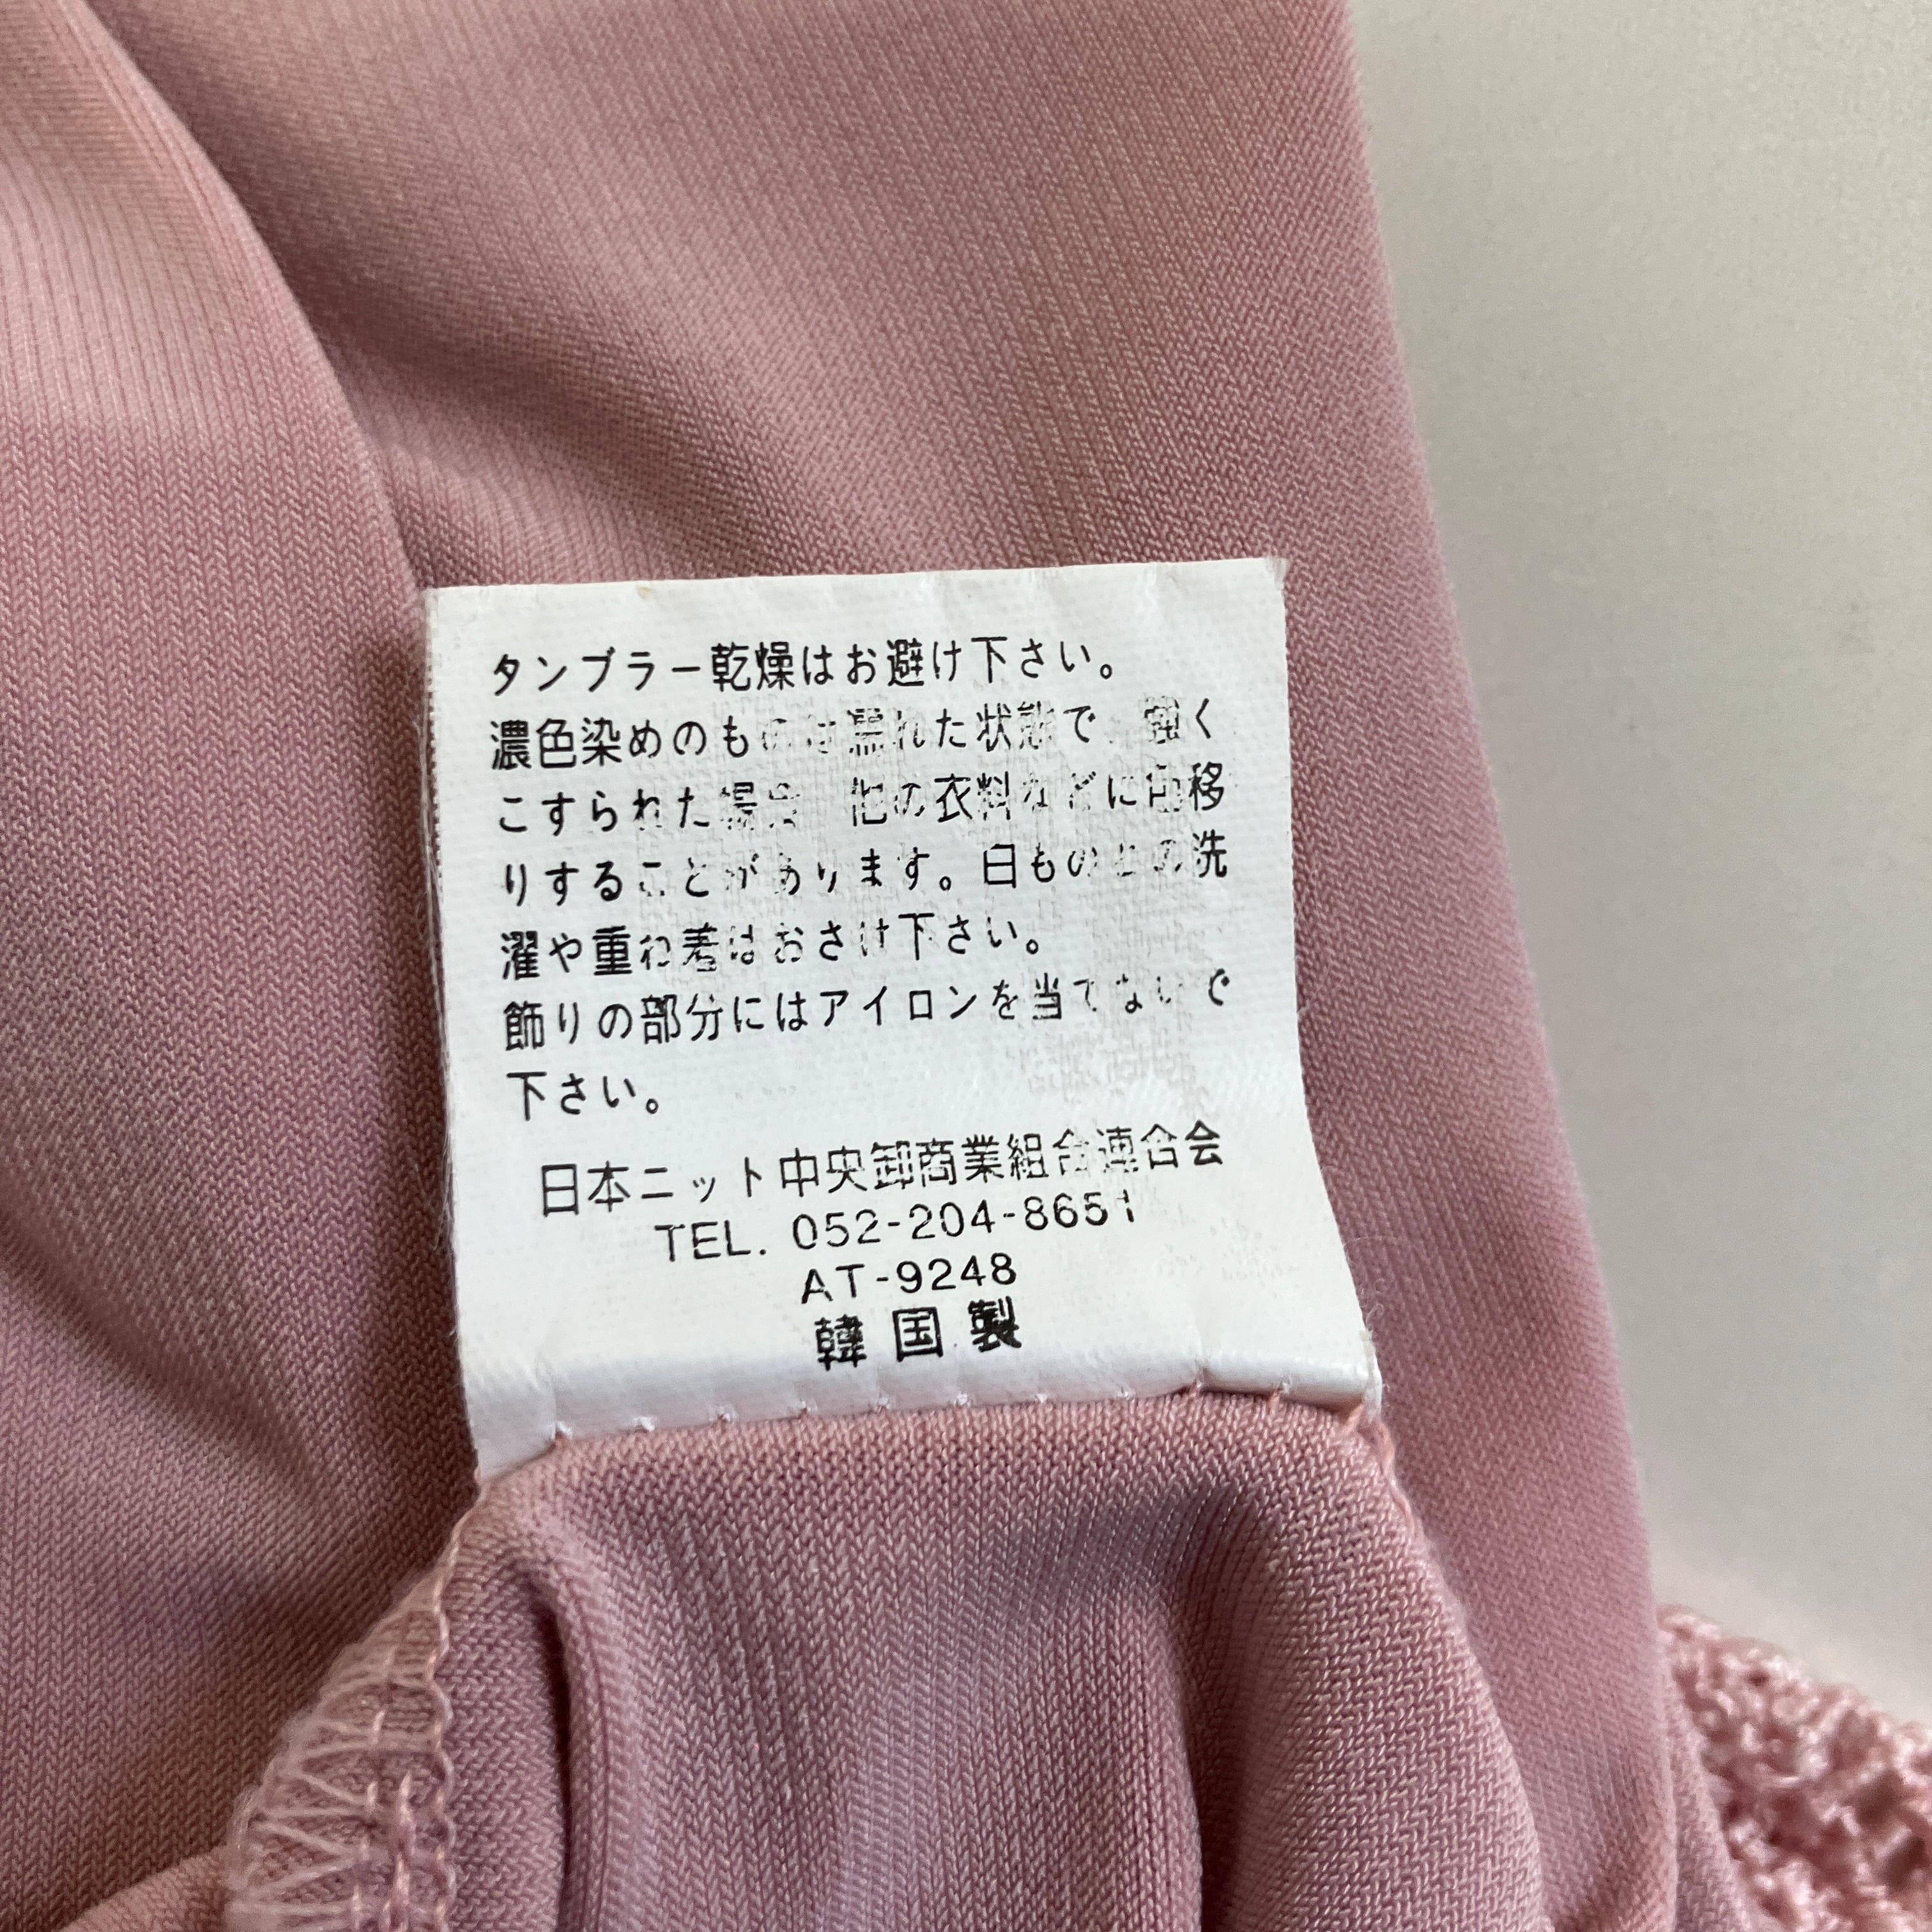 タンブラー乾燥はお避け下さい。
濃色染めのものは濡れた状態で、強く
こすられた場合 他の衣料などに色移
りすることがあります。白ものとの洗
濯や重ね着はおさけ下さい。
飾りの部分にはアイロンを当てないで
下さい。
日本ニット中央卸商業組合連合会
TEL. 052-204-8651
AT-9248
韓国製